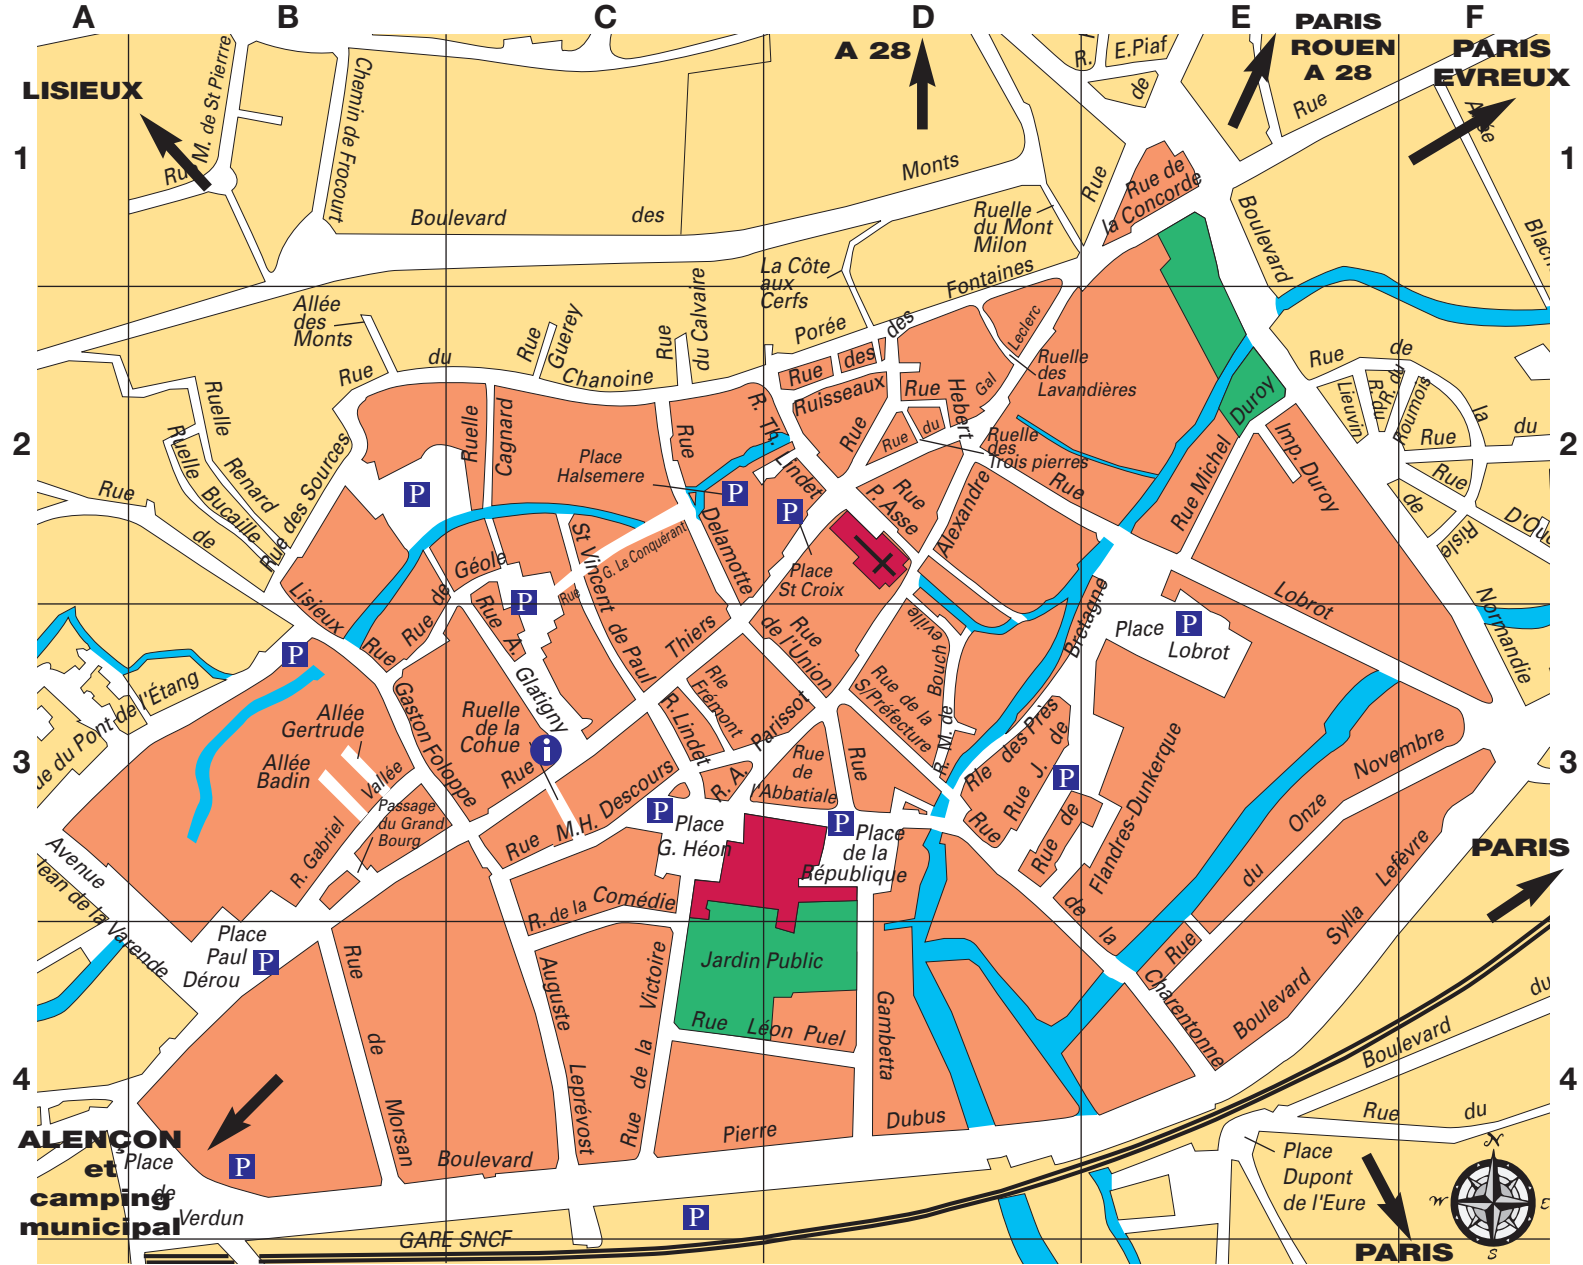 A
B
C
D
E
F
1
1
2
2
3
3
4
4
LISIEUX
A 28
PARIS
ROUEN
A 28
PARIS
EVREUX
Rue M. de St Pierre
Chemin de Frocourt
Boulevard des Monts
Ruelle
du Mont
Milon
R. E.Piaf
de
Rue
Rue de
la Concorde
Rue
Boulevard
La Côte
aux
Cerfs
Fontaines
des
Porée
Allée
des
Monts
Rue du Chanoine
Rue
Guerey
Rue
du Calvaire
Rue des
Ruisseaux
Rue
Hebert
Gal
Leclerc
Ruelle
des
Lavandières
Rue
Rue du
Ruelle
des
Trois pierres
Rue
Duroy
Rue Michel
Imp. Duroy
Rue de
la
Lieuvin
R.du
R. du
Roumois
Rue du
Rue
de
Risle
Normandie
Ruelle
Renard
Ruelle
Bucaille
Rue des Sources
Rue
de
Lisieux
Ruelle
Cagnard
Place
Halsemere
P
P
P
Rue
Delamotte
R. Th. Lindet
Rue
P. Asse
Alexandre
Place
St Croix
St Vincent
de Paul
G. Le Conquérant
Rue
Rue de Géole
P
Rue A.
Glatigny
Rue
Thiers
Rue
de l'Union
eville
Bouch
R. M. de
Bretagne
Place
Lobrot
P
Lobrot
P
Rue du Pont de l'Étang
Allée
Gertrude
Allée
Badin
Vallée
R. Gabriel
Passage
du Grand
Bourg
Gaston Foloppe
Ruelle
de la
Cohue
i
Rue
Rle
Frémont
R.Lindet
Parissot
R. A.
Rue de la
S/Préfecture
Rue
de
l'Abbatiale
Rue
Rle des Près
Rue J. de
P
Rue de
Flandres-Dunkerque
Rue
de
la
Charentonne
Rue du Onze Novembre
Boulevard Sylla Lefèvre
PARIS
Rue M.H. Descours
P
Place
G. Héon
P
Place
de la
République
R. de la Comédie
Avenue
Jean de la Varende
Place
Paul
Dérou
P
Rue
de
Morsan
Auguste
Leprévost
Rue de la Victoire
Jardin Public
Rue Léon Puel
Gambetta
Boulevard Pierre Dubus
Boulevard
du
Rue du
Place
Dupont
de l'Eure
ALENÇON
et
camping
municipal
Place
de
Verdun
P
P
GARE SNCF
PARIS
N
W
E
S